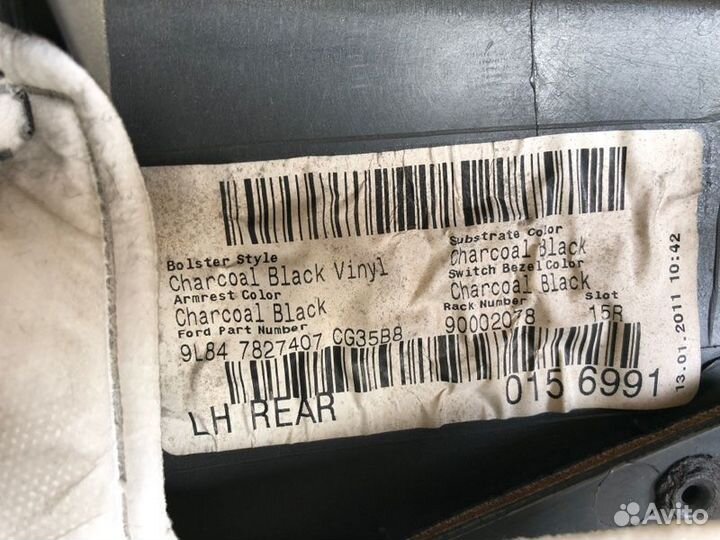 Bolster Style
Charcoal Black Vinyl
Armrest Color
Charcoal Black
Ford Part Number
9L84 7827407 CG35B8
LH REAR
Substrate Color
Charcoal Black
Switch Bezel Color
Charcoal Black
Rack Number Slot
90002078 15R
015 6991
13.01.2011 10:42
Avito